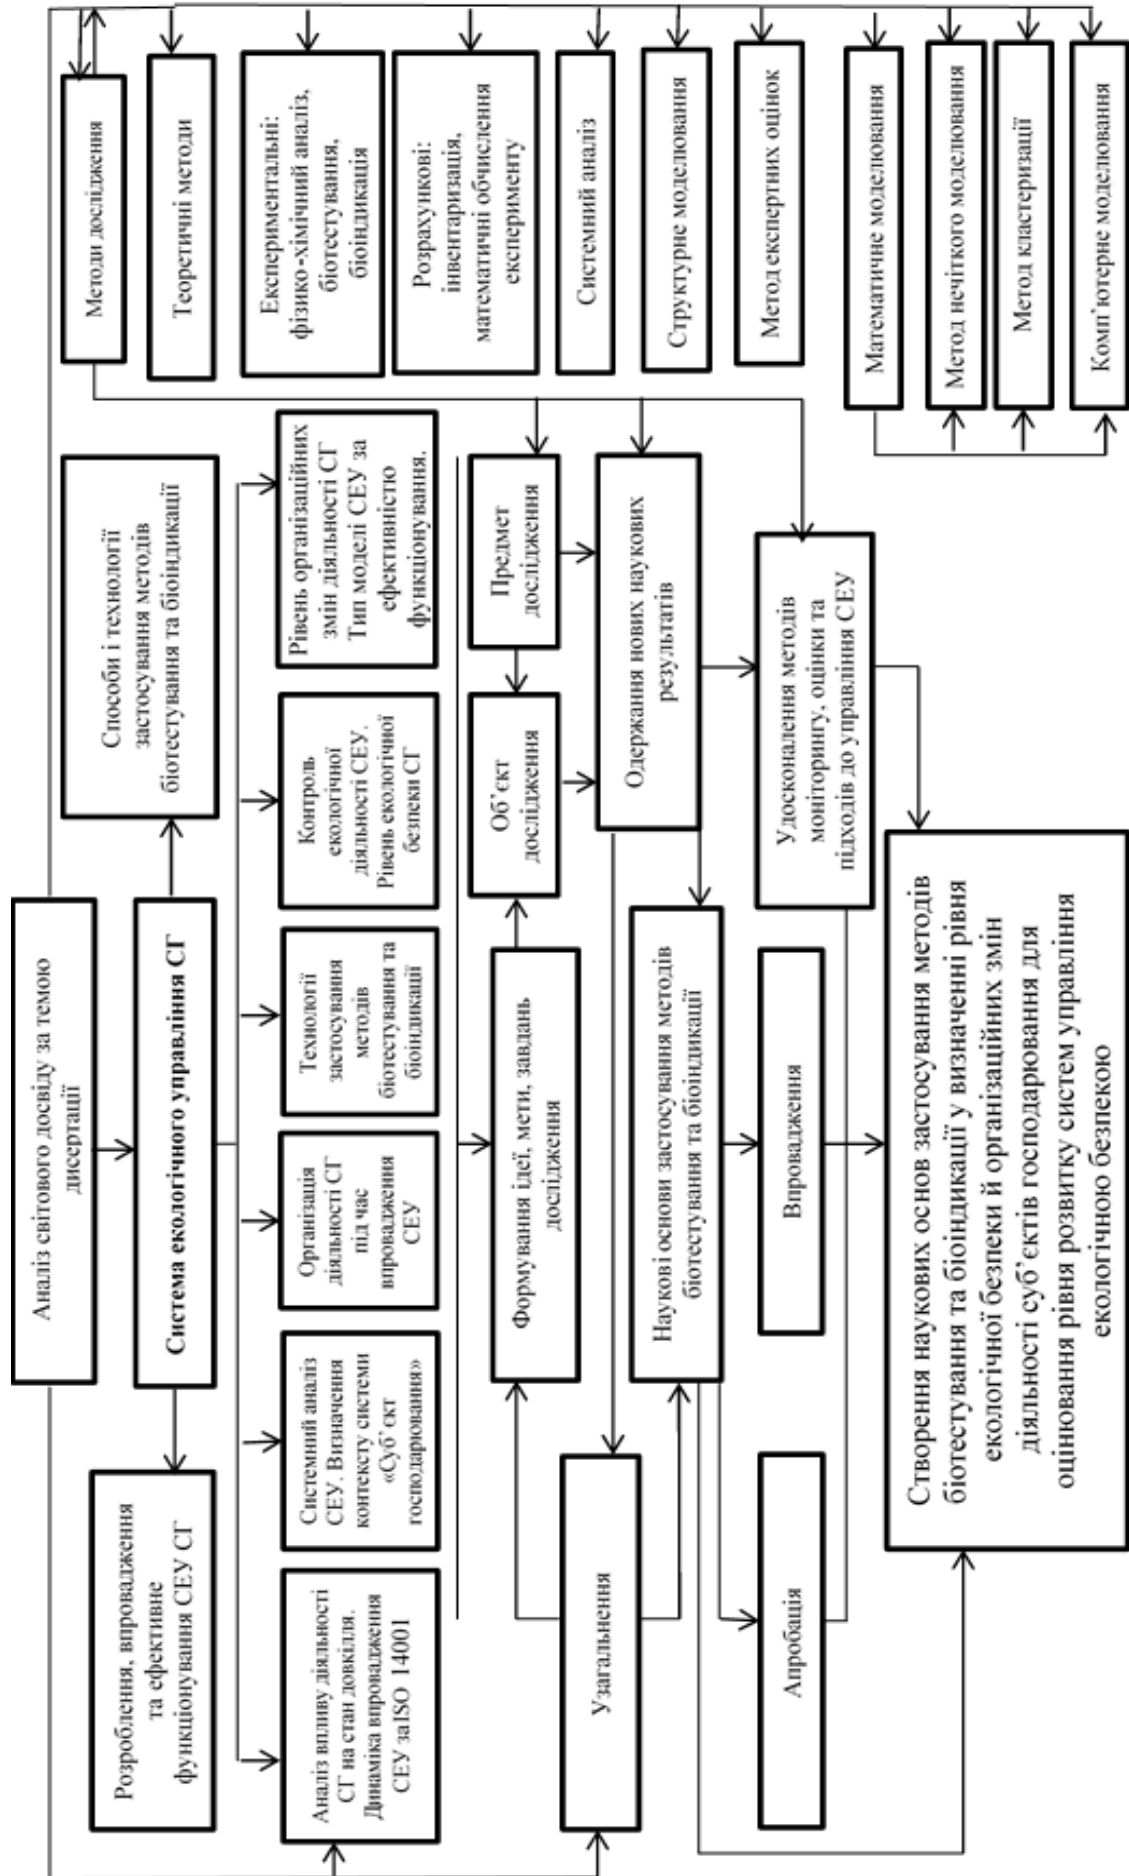 Аналіз світового досвіду за темою
дисертації
Розроблення, впровадження
та ефективне
функціонування СЕУ СГ
Система екологічного управління СГ
Способи і технології
застосування методів
біотестування та біоіндикації
Методи дослідження
Теоретичні методи
Експериментальні:
фізико-хімічний аналіз,
біотестування,
біоіндикація
Розрахункові:
інвентаризація,
математичні обчислення
експерименту
Системний аналіз
Структурне моделювання
Метод експертних оцінок
Математичне моделювання
Метод нечіткого моделювання
Метод кластеризації
Комп’ютерне моделювання
Аналіз впливу діяльності
СГ на стан довкілля.
Динаміка впровадження
СЕУ заISO 14001
Системний аналіз
СЕУ. Визначення
контексту системи
«Суб’єкт
господарювання»
Організація
діяльності СГ
під час
впровадження
СЕУ
Технології
застосування
методів
біотестування та
біоіндикації
Контроль
екологічної
діяльності СЕУ.
Рівень екологічної
безпеки СГ
Рівень організаційних
змін діяльності СГ
Тип моделі СЕУ за
ефективністю
функціонування.
Формування ідеї, мети, завдань
дослідження
Об’єкт
дослідження
Предмет
дослідження
Узагальнення
Одержання нових наукових
результатів
Наукові основи застосування методів
біотестування та біоіндикації
Апробація
Впровадження
Удосконалення методів
моніторингу, оцінки та
підходів до управління СЕУ
Створення наукових основ застосування методів
біотестування та біоіндикації у визначенні рівня
екологічної безпеки й організаційних змін
діяльності суб’єктів господарювання для
оцінювання рівня розвитку систем управління
екологічною безпекою